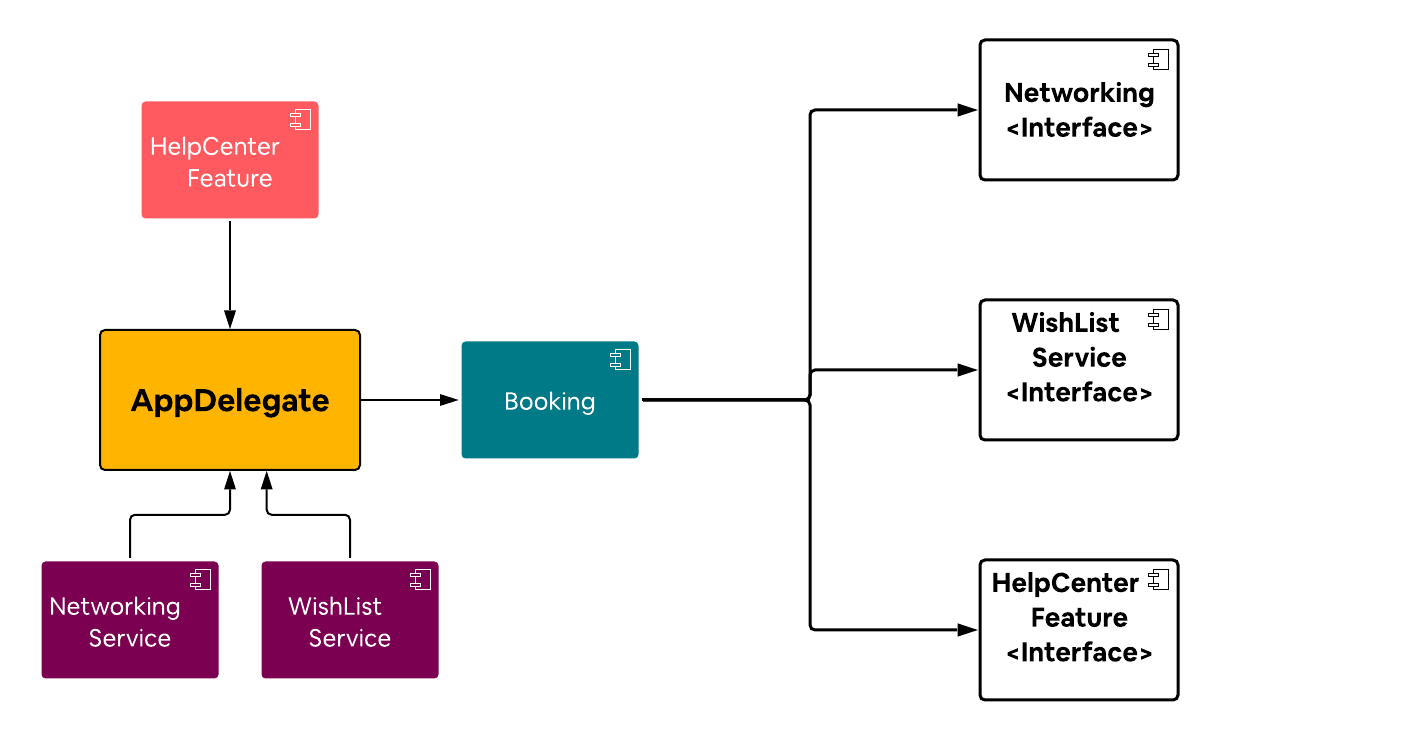 HelpCenter
Feature
AppDelegate
Networking
Service
WishList
Service
Booking
Networking
<Interface>
WishList
Service
<Interface>
HelpCenter
Feature
<Interface>